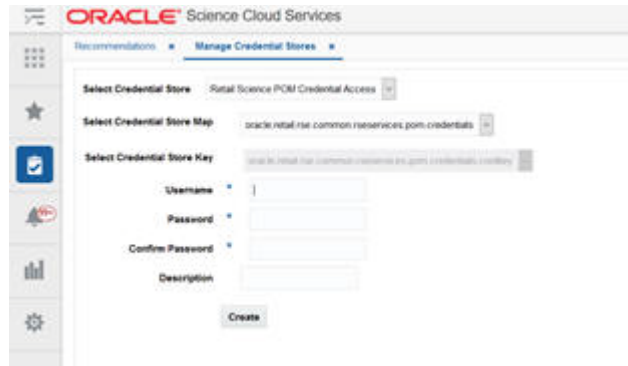 ORACLE® Science Cloud Services
Recommendations × Manage Credential Stores ×
Select Credential Store Retail Science POM Credential Access
Select Credential Store Map oracle.retail.rse.common.rseservices.pom.credentials
Select Credential Store Key
Username *
99+
Password *
Confirm Password *
Description
Create